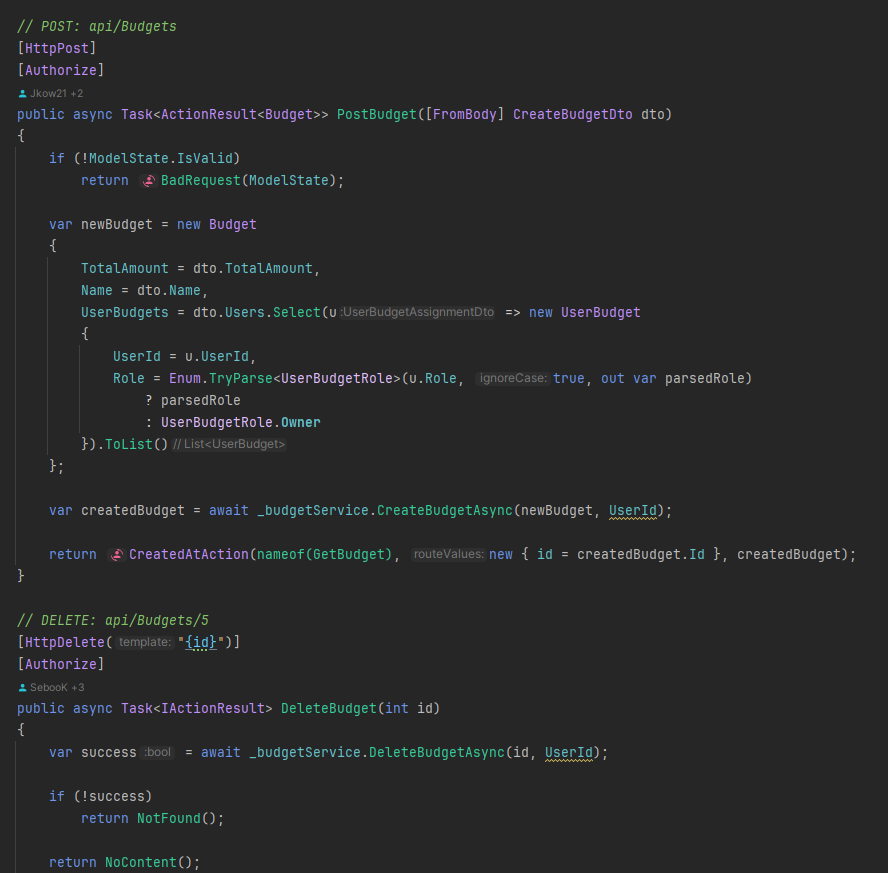 // POST: api/Budgets
[HttpPost]
[Authorize]
Jkow21 +2
public async Task<ActionResult<Budget>> PostBudget([FromBody] CreateBudgetDto dto)
{
    if (!ModelState.IsValid)
        return BadRequest(ModelState);

    var newBudget = new Budget
    {
        TotalAmount = dto.TotalAmount,
        Name = dto.Name,
        UserBudgets = dto.Users.Select(u :UserBudgetAssignmentDto => new UserBudget
        {
            UserId = u.UserId,
            Role = Enum.TryParse<UserBudgetRole>(u.Role, ignoreCase: true, out var parsedRole)
                ? parsedRole
                : UserBudgetRole.Owner
        }).ToList() // List<UserBudget>
    };

    var createdBudget = await _budgetService.CreateBudgetAsync(newBudget, UserId);

    return CreatedAtAction(nameof(GetBudget), routeValues: new { id = createdBudget.Id }, createdBudget);
}

// DELETE: api/Budgets/5
[HttpDelete( template: "{id}")]
[Authorize]
SebooK +3
public async Task<IActionResult> DeleteBudget(int id)
{
    var success :bool = await _budgetService.DeleteBudgetAsync(id, UserId);

    if (!success)
        return NotFound();

    return NoContent();